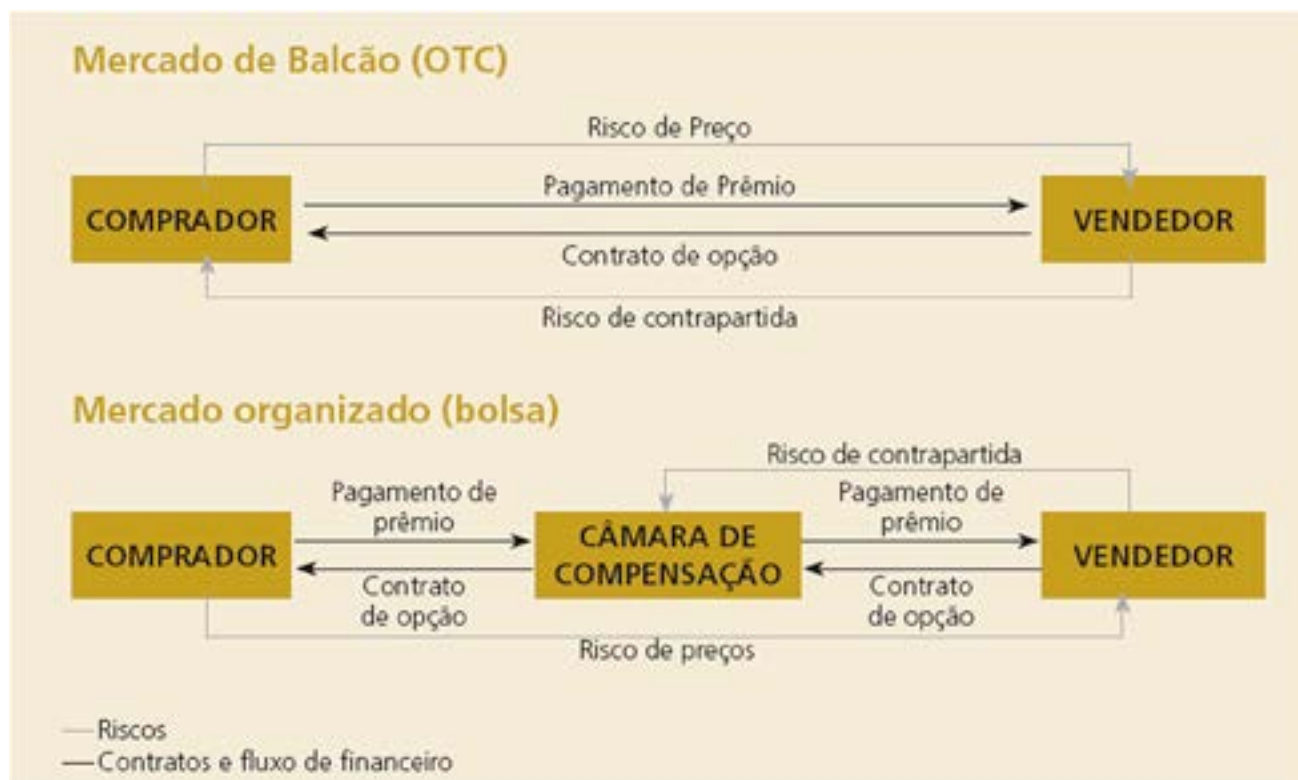 Mercado de Balcão (OTC)
Risco de Preço
Pagamento de Prêmio
COMPRADOR
VENDEDOR
Contrato de opção
Risco de contrapartida
Mercado organizado (bolsa)
Risco de contrapartida
Pagamento de
prêmio
Pagamento de
prêmio
COMPRADOR
CÂMARA DE
COMPENSAÇÃO
VENDEDOR
Contrato
de opção
Contrato
de opção
Risco de preços
Riscos
Contratos e fluxo de financeiro